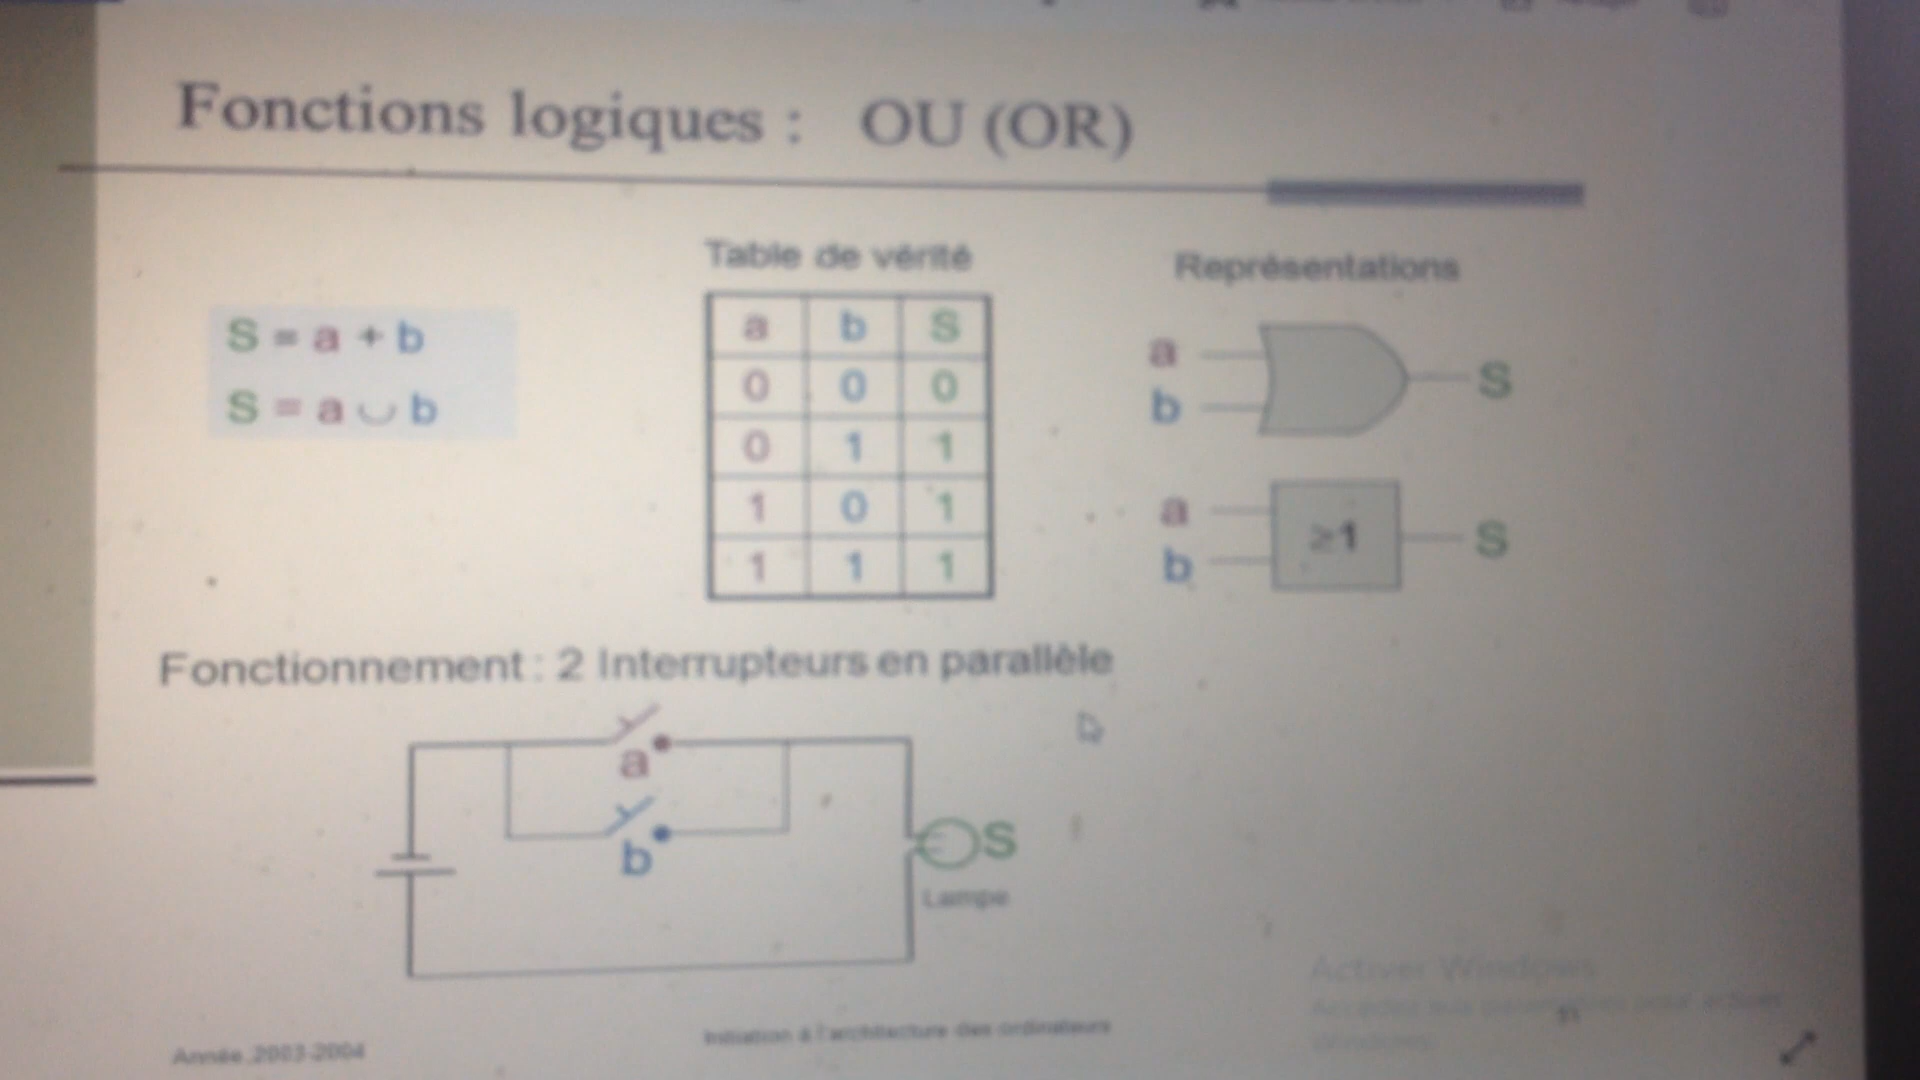 Fonctions logiques : OU (OR)
S = a + b
S = a ∪ b
Table de vérité
a b S
0 0 0
0 1 1
1 0 1
1 1 1
Représentations
a
b
S
a
b
≥1
S
Fonctionnement : 2 Interrupteurs en parallèle
a
b
S
Lampe
Année 2003-2004
Initiation à l'architecture des ordinateurs
Activer Windows